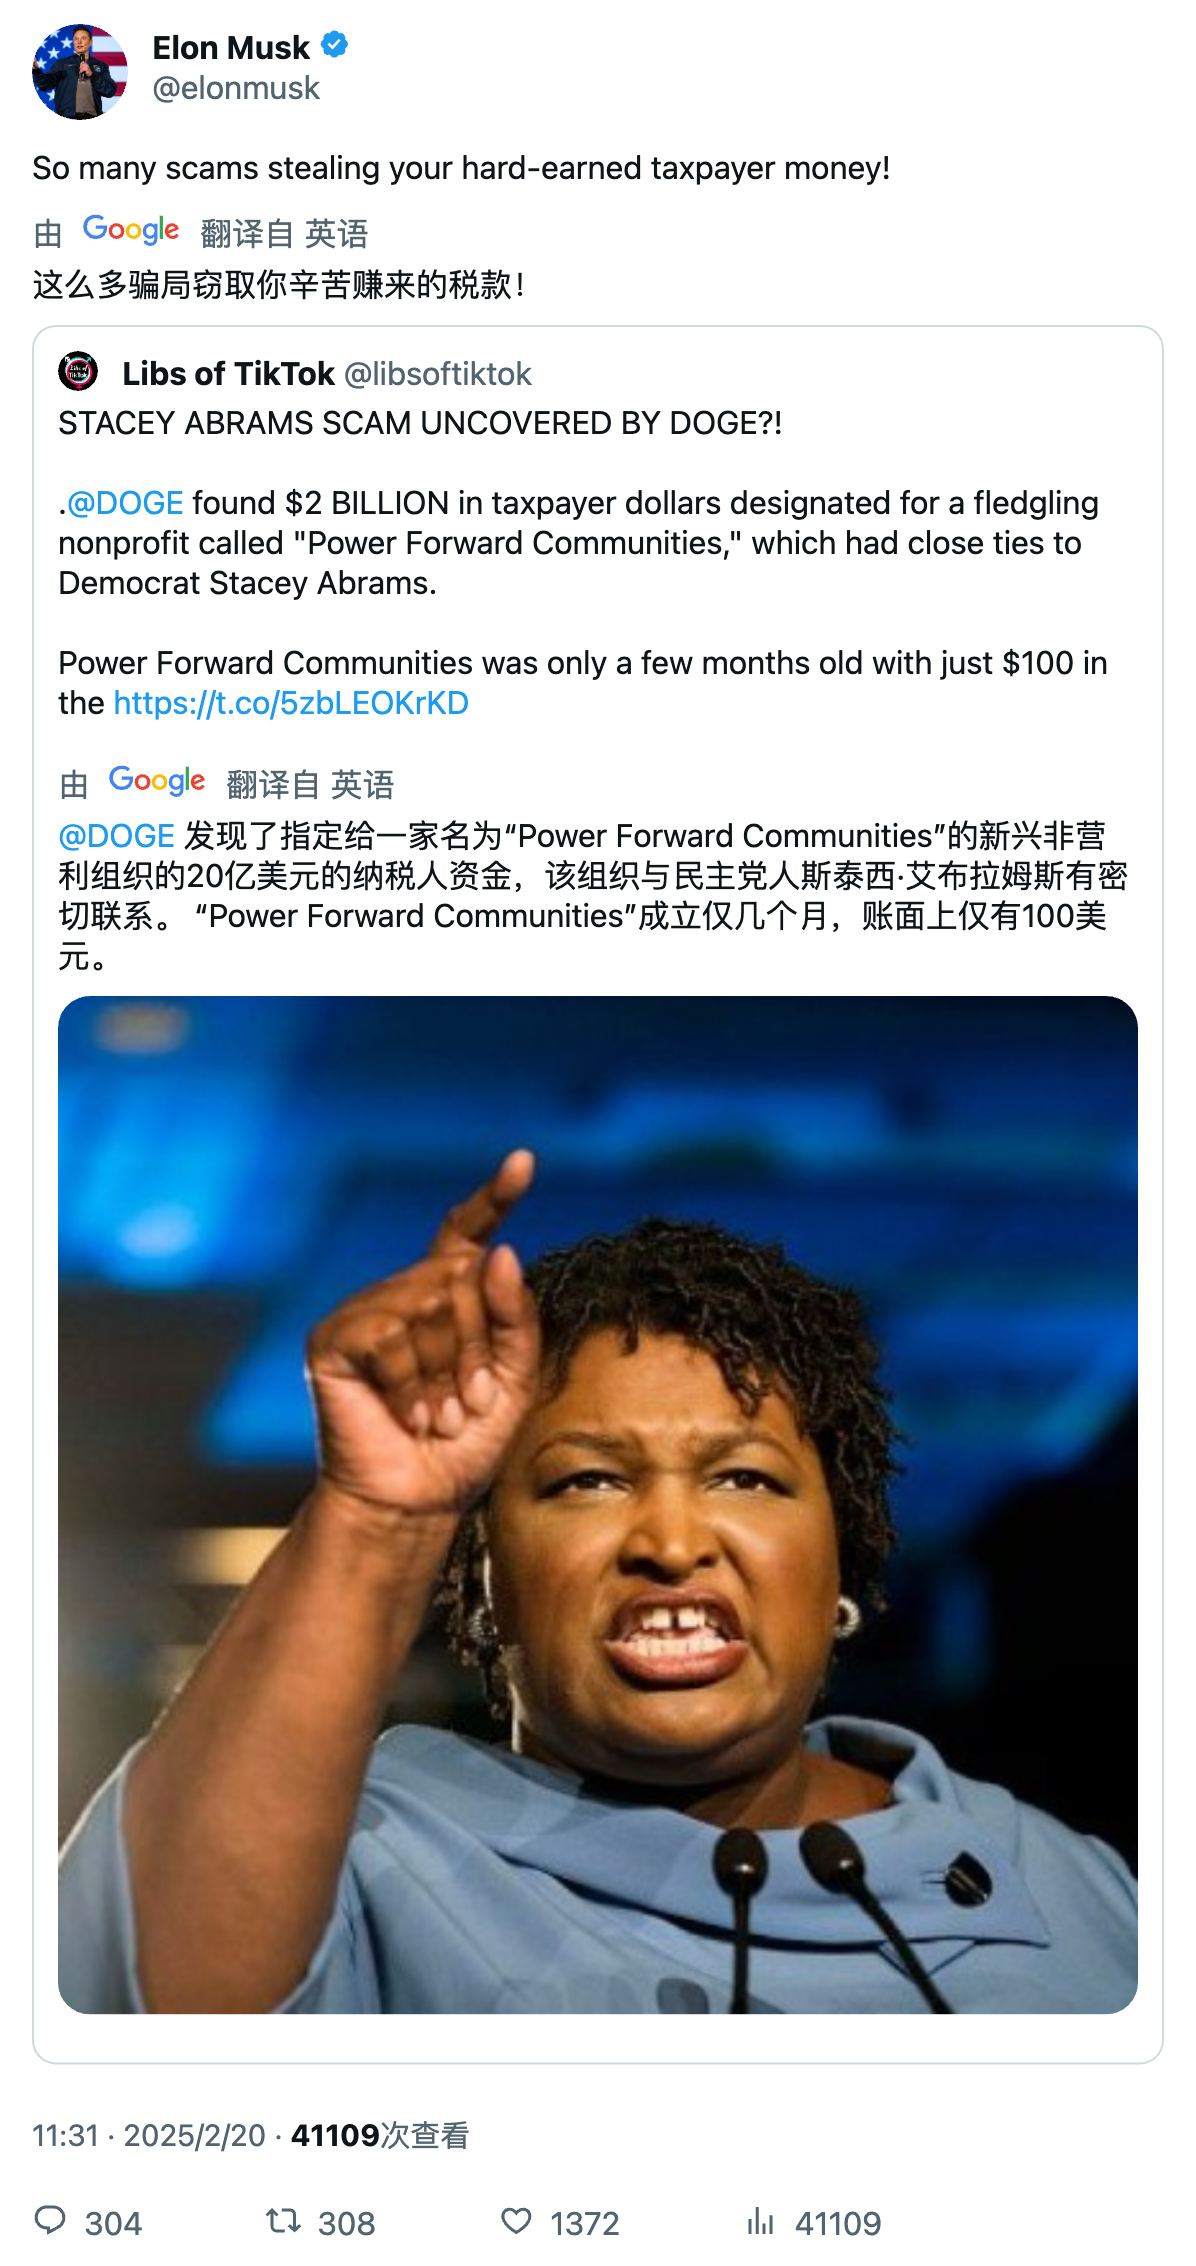 Elon Musk
@elonmusk
So many scams stealing your hard-earned taxpayer money!
由 Google 翻译自 英语
这么多骗局窃取你辛苦赚来的税款！
Libs of TikTok @libsoftiktok
STACEY ABRAMS SCAM UNCOVERED BY DOGE?!
.@DOGE found $2 BILLION in taxpayer dollars designated for a fledgling
nonprofit called "Power Forward Communities," which had close ties to
Democrat Stacey Abrams.
Power Forward Communities was only a few months old with just $100 in
the https://t.co/5zbLEOKrKD
由 Google 翻译自 英语
@DOGE 发现了指定给一家名为“Power Forward Communities”的新兴非营
利组织的20亿美元的纳税人资金，该组织与民主党人斯泰西·艾布拉姆斯有密
切联系。 “Power Forward Communities”成立仅几个月，账面上仅有100美
元。
11:31 · 2025/2/20 · 41109次查看
304 308 1372 41109